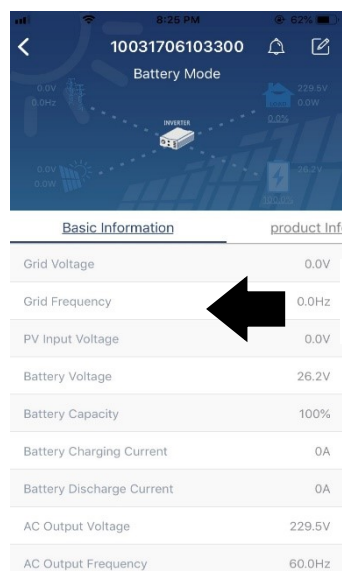 8:25 PM
62%
10031706103300
Battery Mode
0.0V
0.0Hz
229.5V
0.0W
INVERTER
0.0%
0.0V
0.0W
26.2V
Basic Information
product Inf
Grid Voltage 0.0V
Grid Frequency 0.0Hz
PV Input Voltage 0.0V
Battery Voltage 26.2V
Battery Capacity 100%
Battery Charging Current 0A
Battery Discharge Current 0A
AC Output Voltage 229.5V
AC Output Frequency 60.0Hz